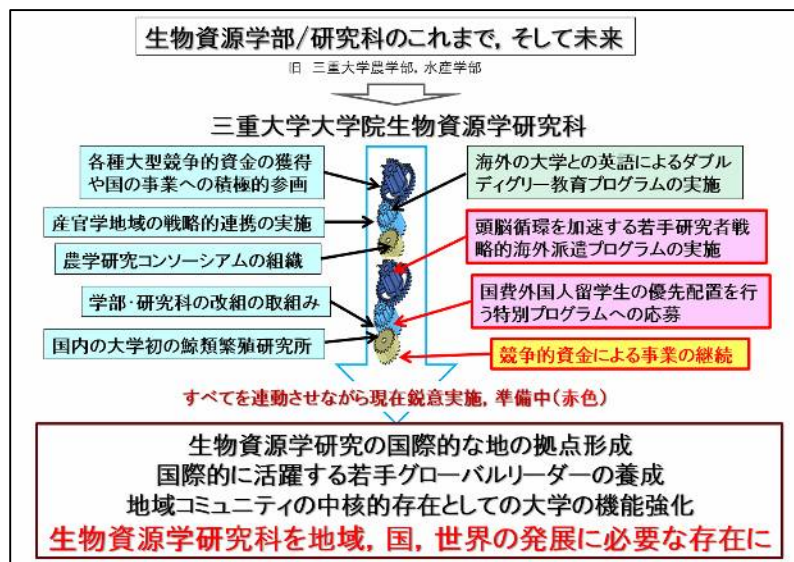 生物資源学部/研究科のこれまで，そして未来
旧 三重大学農学部，水産学部
三重大学大学院生物資源学研究科
各種大型競争的資金の獲得
や国の事業への積極的参画
産官学地域の戦略的連携の実施
農学研究コンソーシアムの組織
学部・研究科の改組の取組み
国内の大学初の鯨類繁殖研究所
海外の大学との英語によるダブル
ディグリー教育プログラムの実施
頭脳循環を加速する若手研究者戦
略的海外派遣プログラムの実施
国費外国人留学生の優先配置を行
う特別プログラムへの応募
競争的資金による事業の継続
すべてを連動させながら現在鋭意実施，準備中(赤色)
生物資源学研究の国際的な地の拠点形成
国際的に活躍する若手グローバルリーダーの養成
地域コミュニティの中核的存在としての大学の機能強化
生物資源学研究科を地域，国，世界の発展に必要な存在に